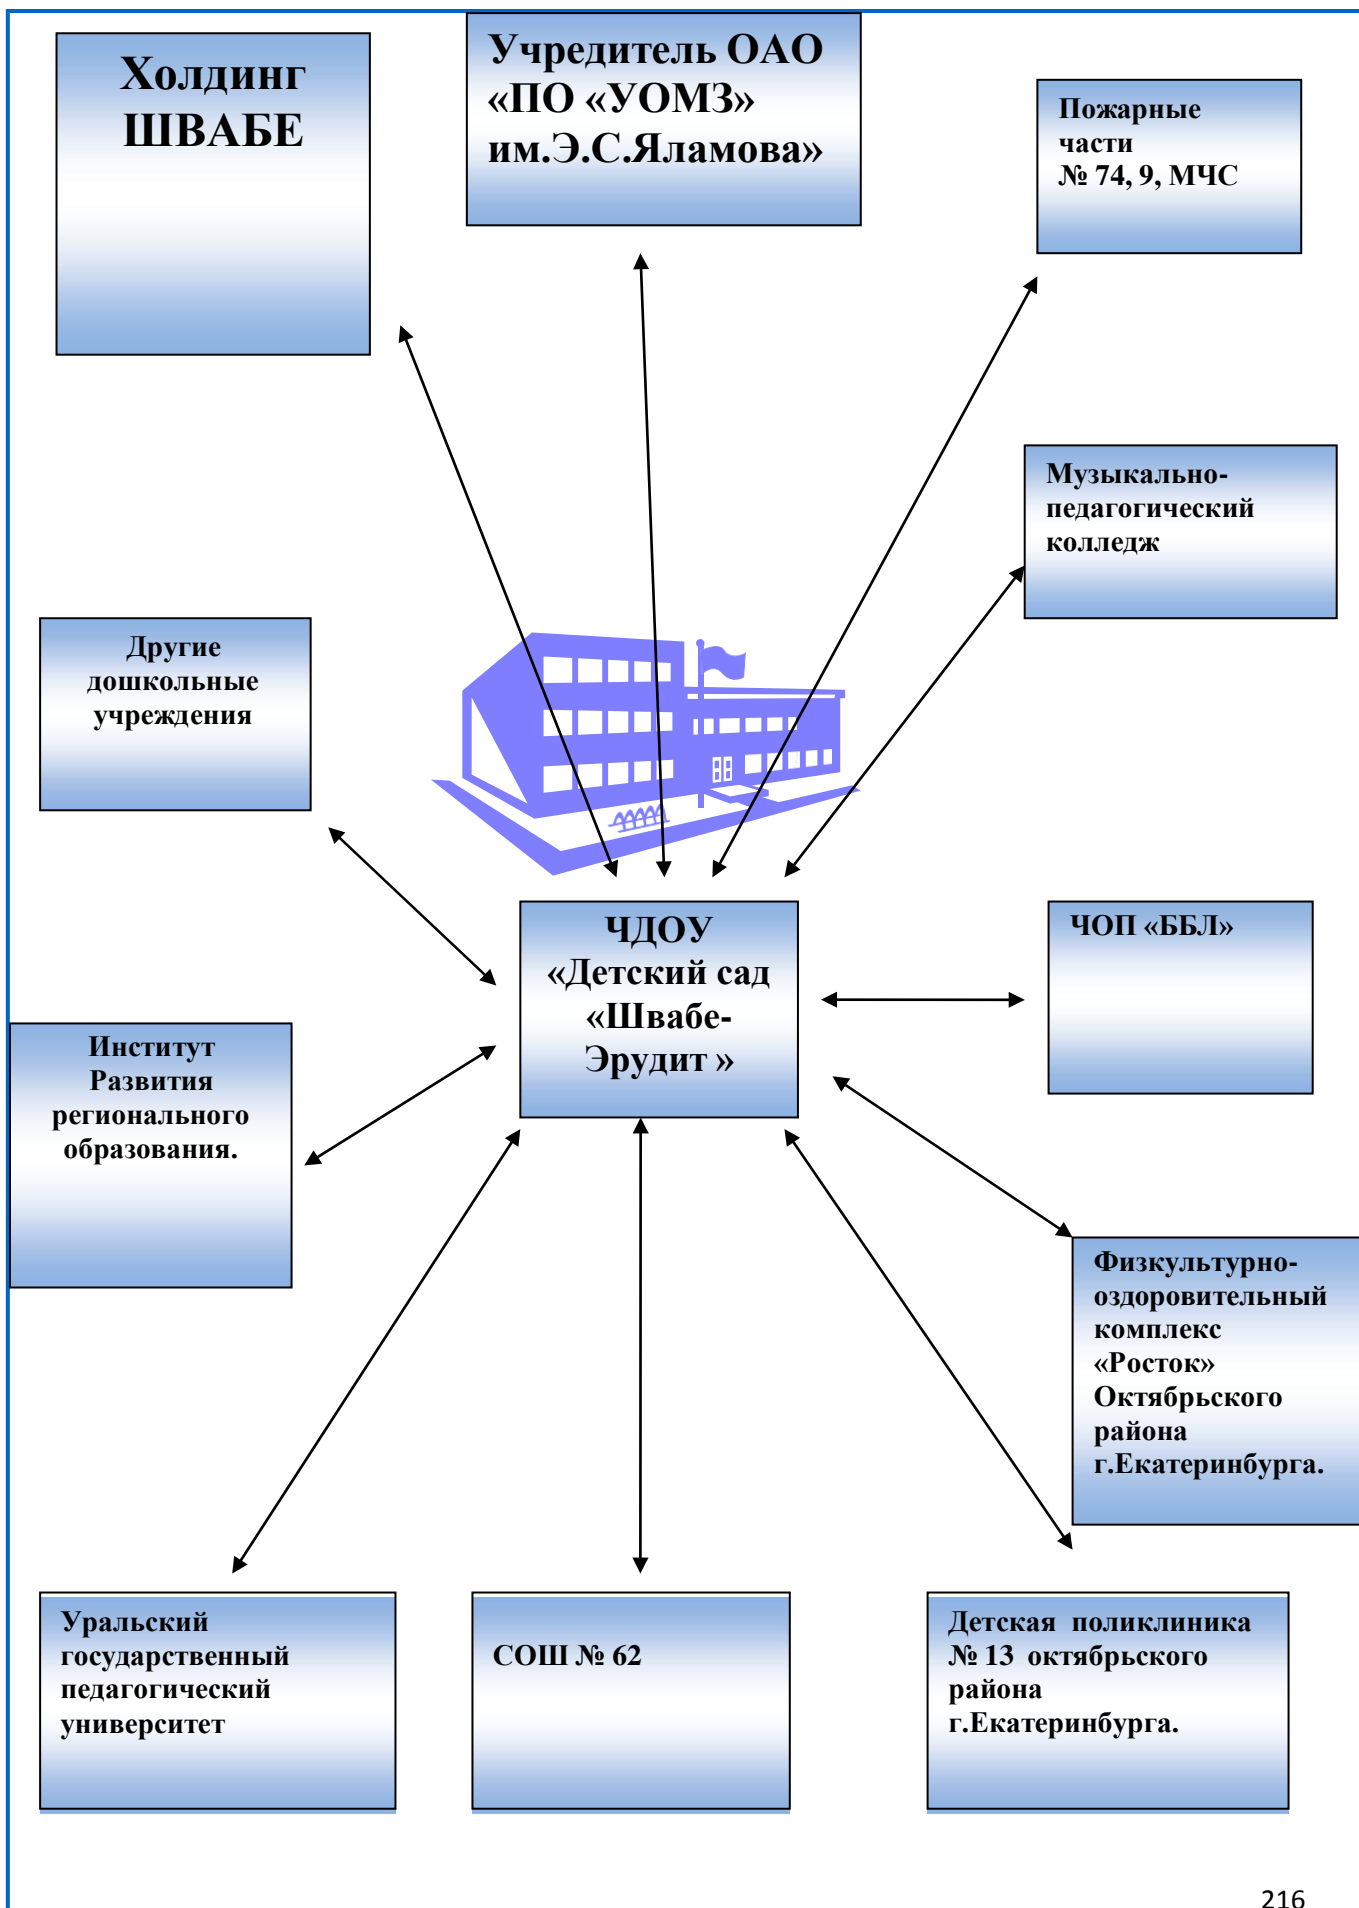 Холдинг
ШВАБЕ
Учредитель ОАО
«ПО «УОМЗ»
им.Э.С.Яламова»
Пожарные
части
№ 74, 9, МЧС
Музыкально-
педагогический
колледж
Другие
дошкольные
учреждения
ЧДОУ
«Детский сад
«Швабе-
Эрудит »
ЧОП «ББЛ»
Институт
Развития
регионального
образования.
Физкультурно-
оздоровительный
комплекс
«Росток»
Октябрьского
района
г.Екатеринбурга.
Уральский
государственный
педагогический
университет
СОШ № 62
Детская поликлиника
№ 13 октябрьского
района
г.Екатеринбурга.
216